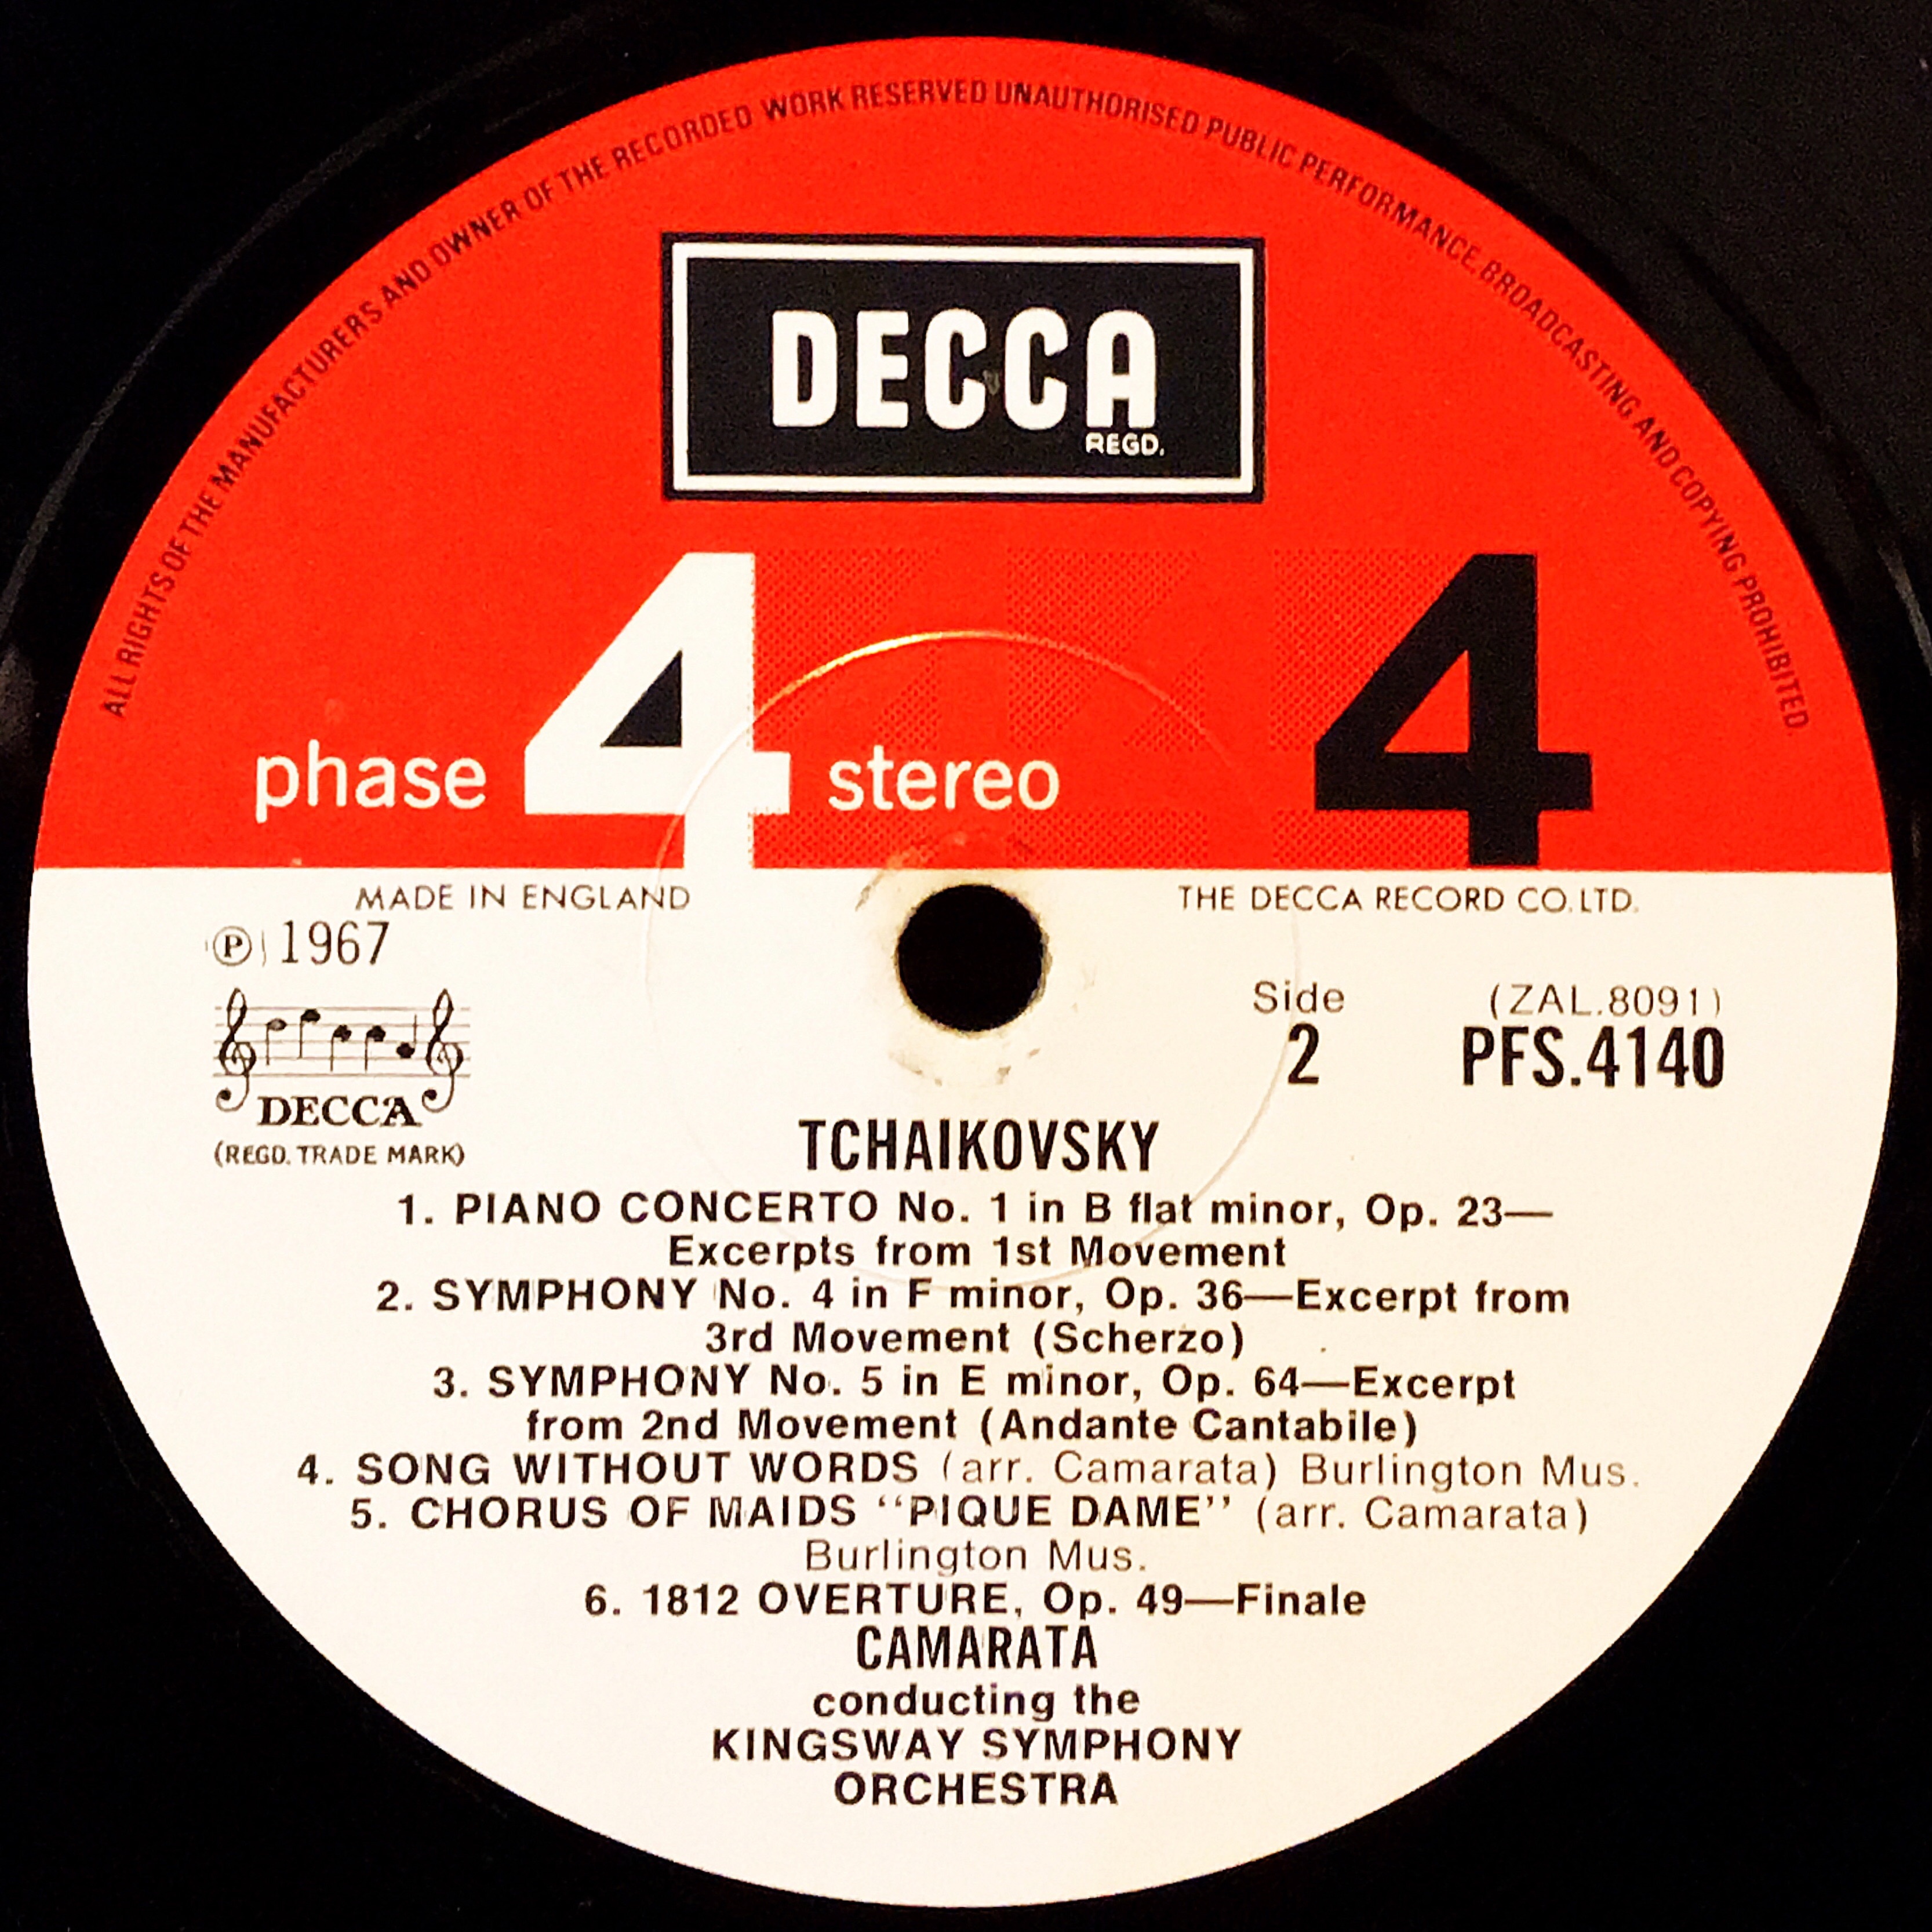 ALL RIGHTS OF THE MANUFACTURERS AND OWNER OF THE RECORDED WORK RESERVED UNAUTHORISED PUBLIC PERFORMANCE, BROADCASTING AND COPYING PROHIBITED
DECCA
REGD.
phase 4 stereo 4
MADE IN ENGLAND THE DECCA RECORD CO. LTD.
Ⓟ 1967
Side (ZAL.8091)
2 PFS.4140
DECCA
(REGD. TRADE MARK)
TCHAIKOVSKY
1. PIANO CONCERTO No. 1 in B flat minor, Op. 23—
Excerpts from 1st Movement
2. SYMPHONY No. 4 in F minor, Op. 36—Excerpt from
3rd Movement (Scherzo)
3. SYMPHONY No. 5 in E minor, Op. 64—Excerpt
from 2nd Movement (Andante Cantabile)
4. SONG WITHOUT WORDS (arr. Camarata) Burlington Mus.
5. CHORUS OF MAIDS “PIQUE DAME” (arr. Camarata)
Burlington Mus.
6. 1812 OVERTURE, Op. 49—Finale
CAMARATA
conducting the
KINGSWAY SYMPHONY
ORCHESTRA